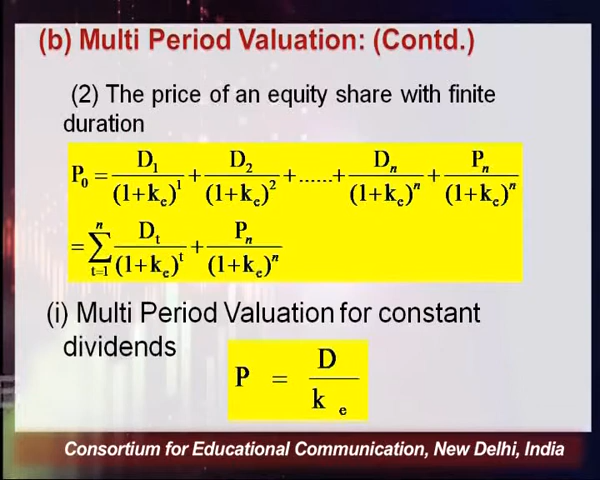 (b) Multi Period Valuation: (Contd.)
(2) The price of an equity share with finite
duration
P₀ = D₁/(1+kₑ)¹ + D₂/(1+kₑ)² + ...... + Dₙ/(1+kₑ)ⁿ + Pₙ/(1+kₑ)ⁿ
= ∑ₜ₌₁ⁿ Dₜ/(1+kₑ)ᵗ + Pₙ/(1+kₑ)ⁿ
(i) Multi Period Valuation for constant
dividends
P = D/kₑ
Consortium for Educational Communication, New Delhi, India